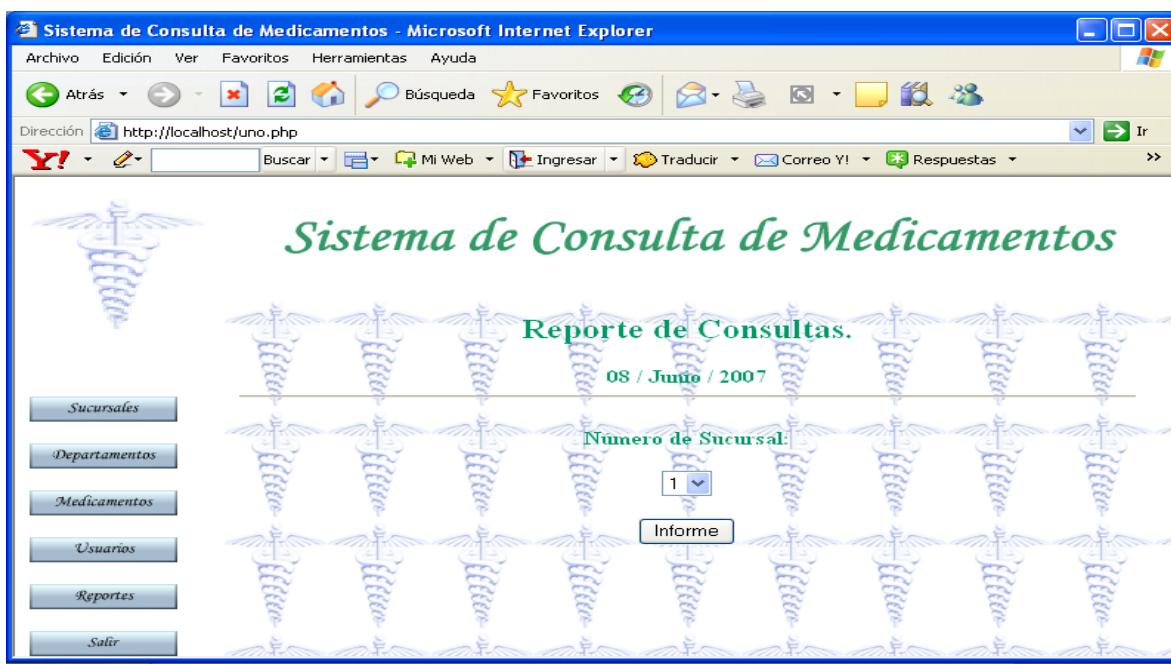 Sistema de Consulta de Medicamentos - Microsoft Internet Explorer
Archivo Edición Ver Favoritos Herramientas Ayuda
Atrás Búsqueda Favoritos
Dirección http://localhost/uno.php Ir
Y! Buscar Mi Web Ingresar Traducir Correo Y! Respuestas >>
Sistema de Consulta de Medicamentos
Reporte de Consultas.
08 / Junio / 2007
Número de Sucursal:
1
Informe
Sucursales
Departamentos
Medicamentos
Usuarios
Reportes
Salir